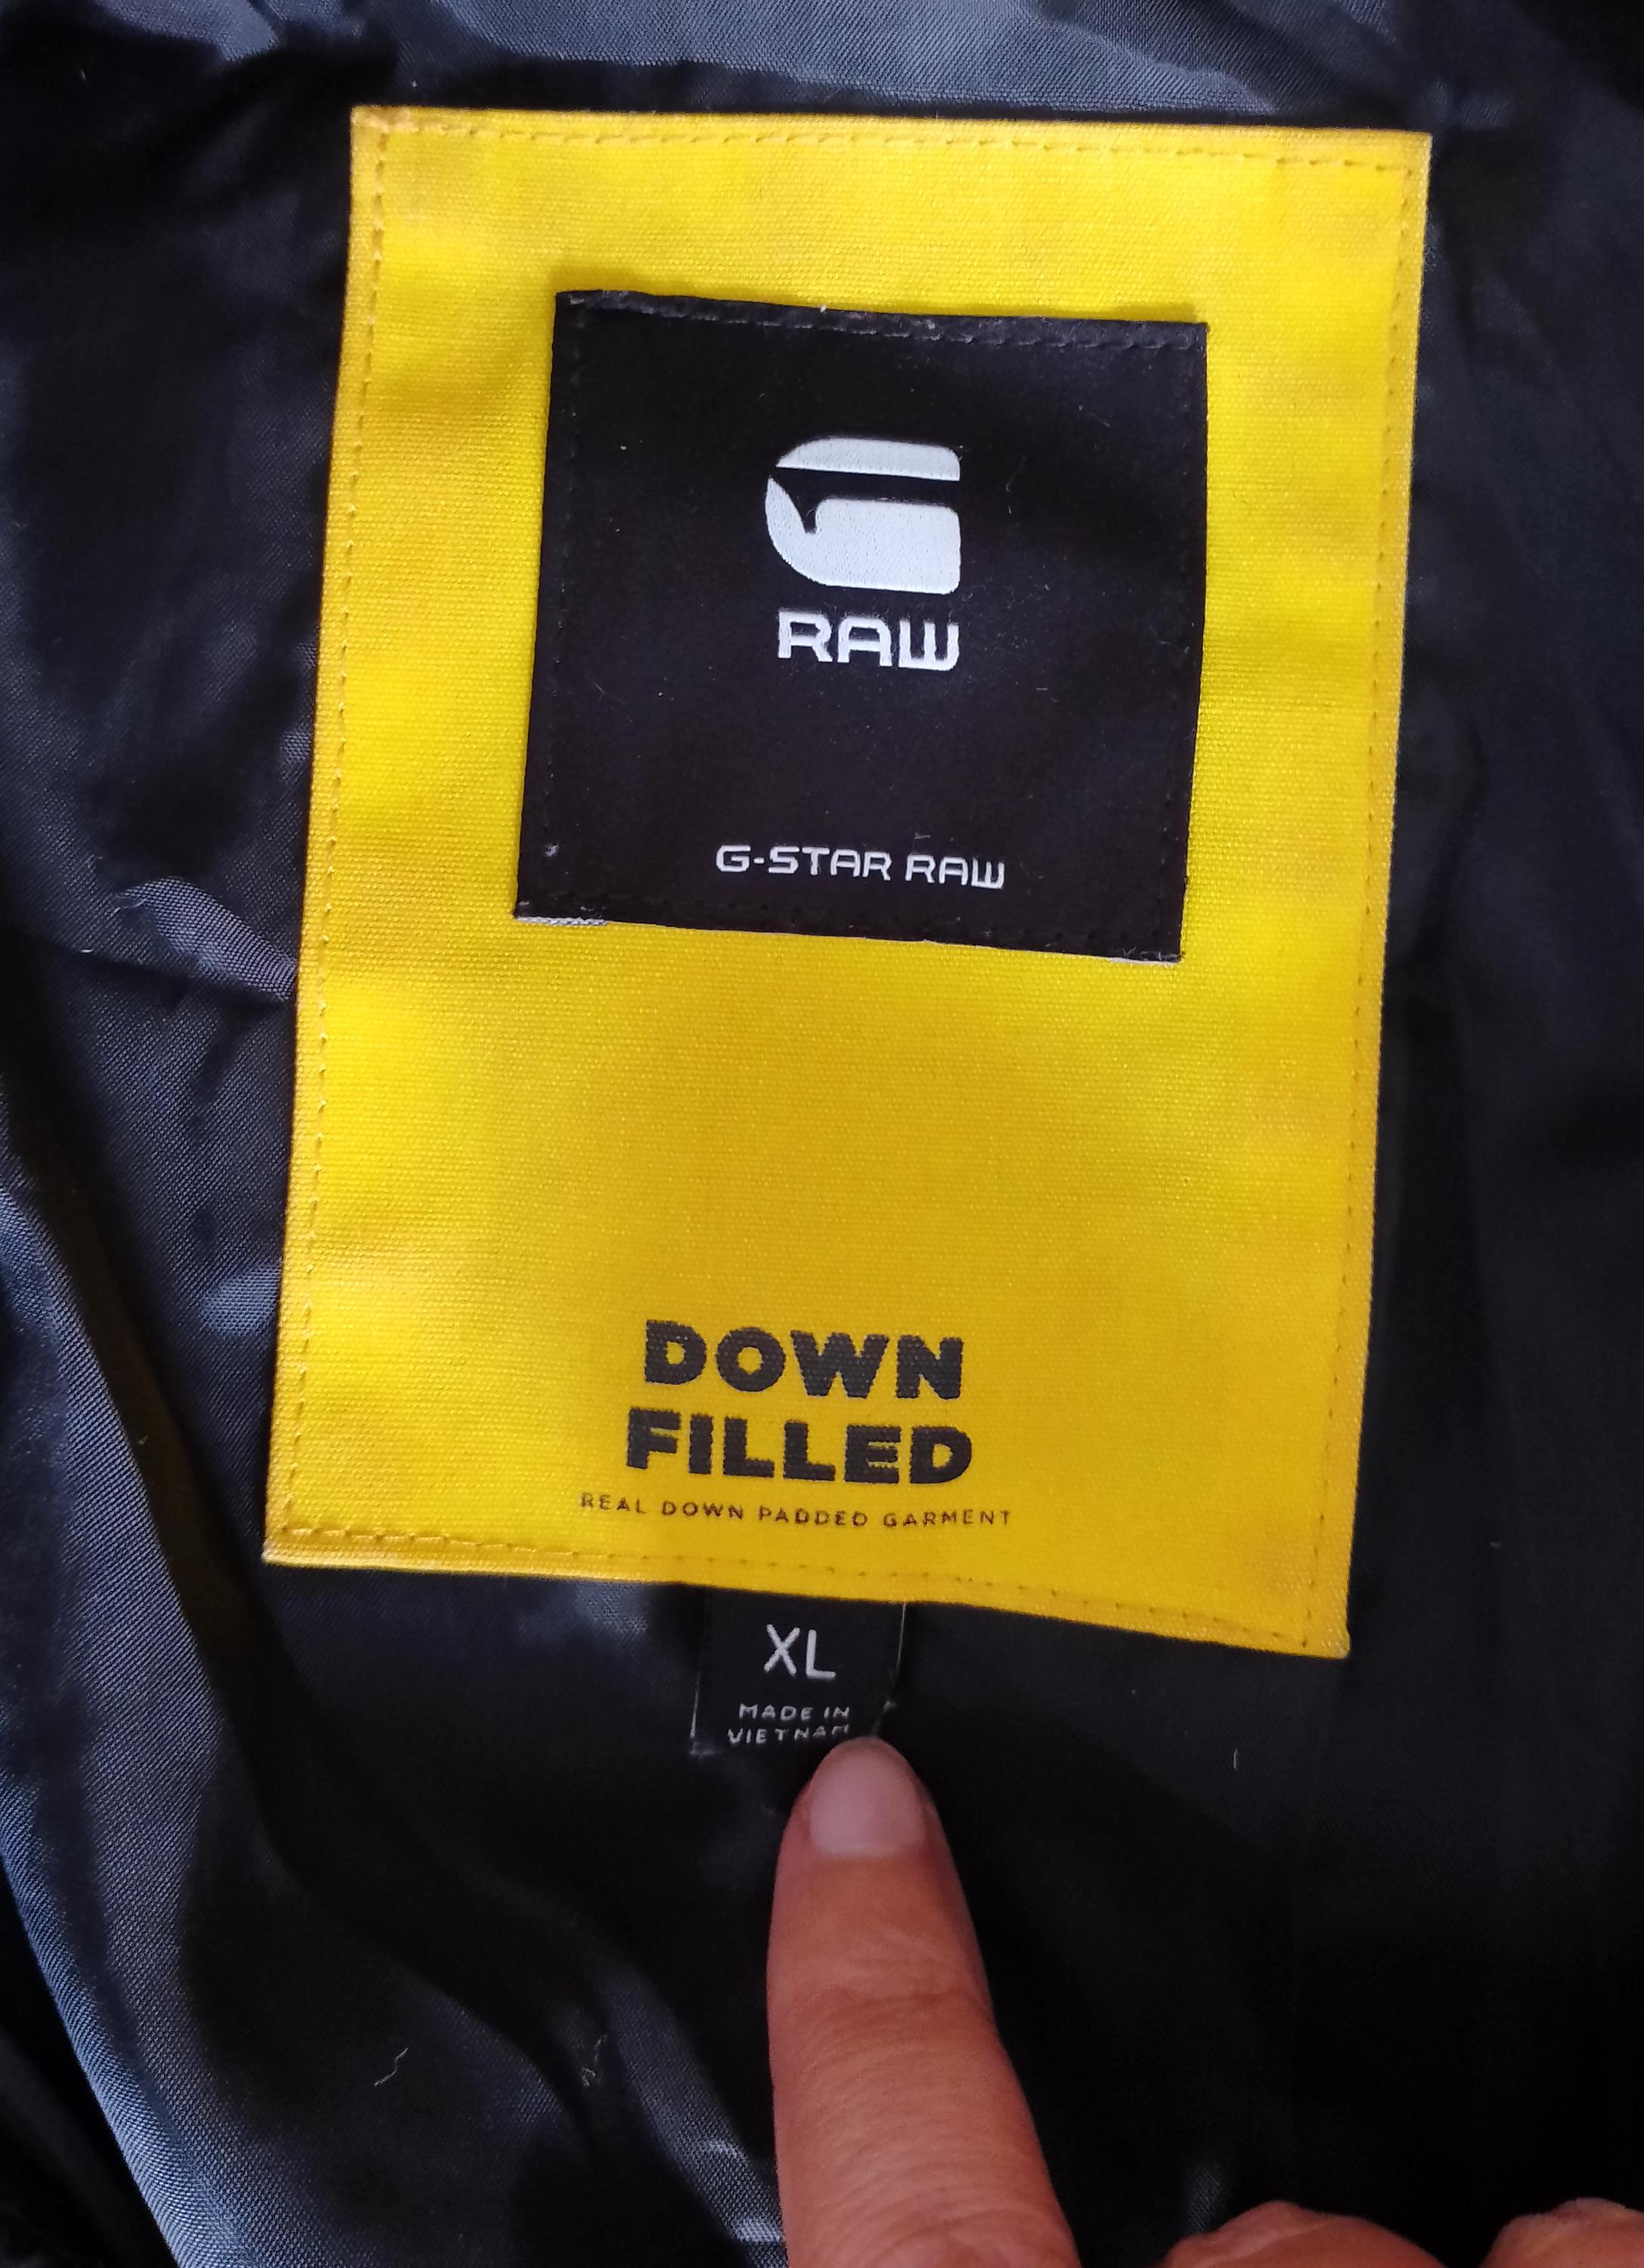 RAW
G-STAR RAW
DOWN
FILLED
REAL DOWN PADDED GARMENT
XL
MADE IN
VIETNAM